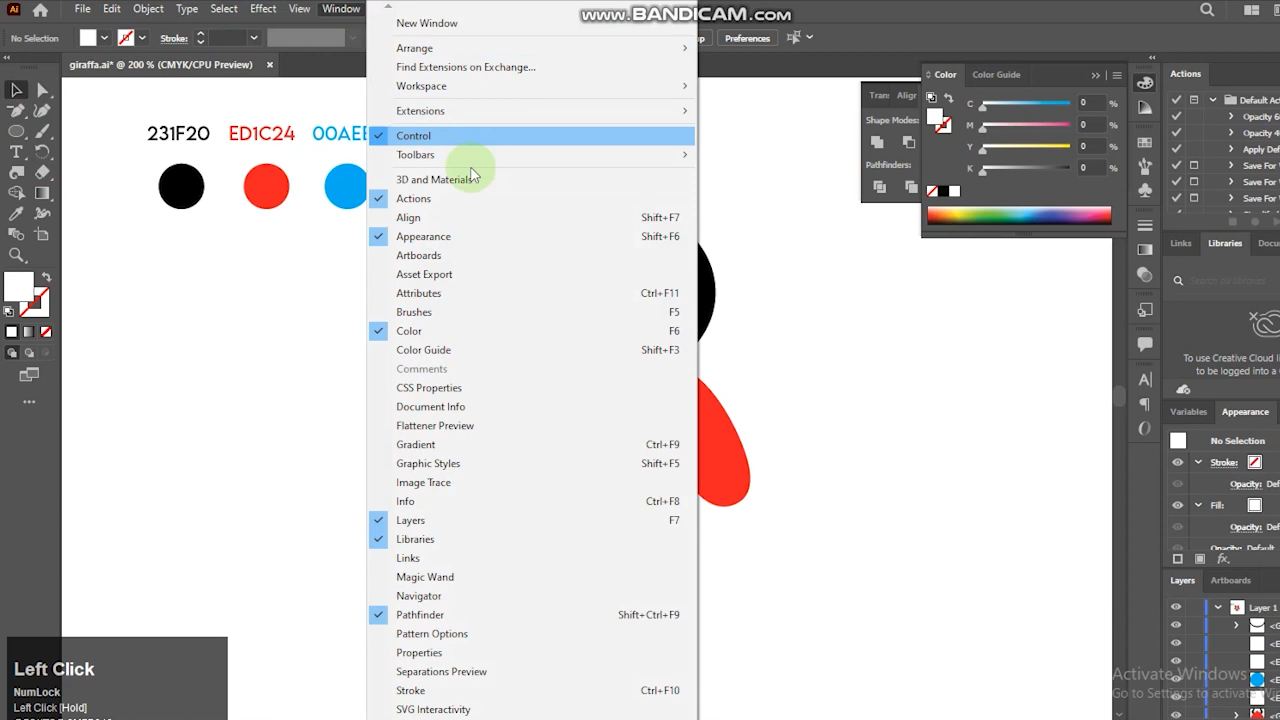 www.BANDICAM.com
Ai
File
Edit
Object
Type
Select
Effect
View
Window
No Selection
Stroke:
Preferences
giraffa.ai* @ 200 % (CMYK/CPU Preview)
231F20
ED1C24
New Window
Arrange
Find Extensions on Exchange...
Workspace
Extensions
Control
Toolbars
3D and Materials
Actions
Align Shift+F7
Appearance Shift+F6
Artboards
Asset Export
Attributes Ctrl+F11
Brushes F5
Color F6
Color Guide Shift+F3
Comments
CSS Properties
Document Info
Flattener Preview
Gradient Ctrl+F9
Graphic Styles Shift+F5
Image Trace
Info Ctrl+F8
Layers F7
Libraries
Links
Magic Wand
Navigator
Pathfinder Shift+Ctrl+F9
Pattern Options
Properties
Separations Preview
Stroke Ctrl+F10
SVG Interactivity
Left Click
NumLock
Left Click [Hold]
Shape Modes:
Pathfinders:
Color
Color Guide
C 0 %
M 0 %
Y 0 %
K 0 %
Actions
Default Ac
Opacity 6
Opacity 4
Apply Def
Save For
Save For
Links
Libraries
Docu
Search
To use Creative Cloud Li
to be logged into a C
Variables
Appearance
No Selection
Stroke:
Opacity: Def
Fill:
Opacity: Def
fx
Layers
Artboards
Layer 1
Activate Windows
Go to Settings to activate Wi